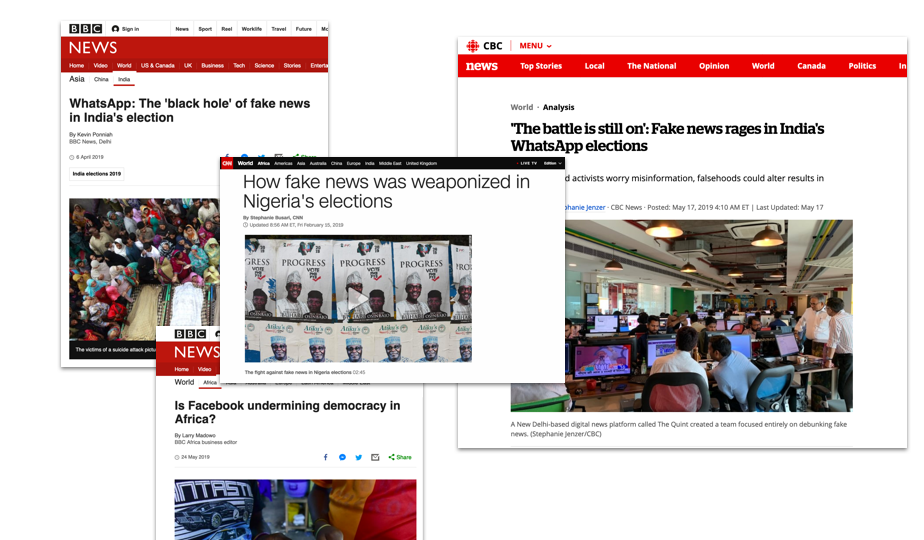 BBC Sign in News Sport Reel Worklife Travel Future
NEWS
Home Video World US & Canada UK Business Tech Science Stories Enterta
Asia China India
WhatsApp: The 'black hole' of fake news
in India's election
By Kevin Ponniah
BBC News, Delhi
6 April 2019
Share
India elections 2019
The victims of a suicide attack
CBC MENU
news Top Stories Local The National Opinion World Canada Politics In
World · Analysis
'The battle is still on': Fake news rages in India's
WhatsApp elections
d activists worry misinformation, falsehoods could alter results in
phanie Jenzer · CBC News · Posted: May 17, 2019 4:10 AM ET | Last Updated: May 17
A New Delhi-based digital news platform called The Quint created a team focused entirely on debunking fake
news. (Stephanie Jenzer/CBC)
CNN World Africa Americas Asia Australia China Europe India Middle East United Kingdom LIVE TV Edition
How fake news was weaponized in
Nigeria's elections
By Stephanie Busari, CNN
Updated 6:56 AM ET, Fri February 15, 2019
PROGRESS PROGRESS PROGRESS PROGRESS
VOTE VOTE VOTE
Atiku's Atiku's Atiku's
The fight against fake news in Nigeria elections 02:45
BBC
NEWS
Home Video
World Africa
Is Facebook undermining democracy in
Africa?
By Larry Madowo
BBC Africa business editor
24 May 2019
Share